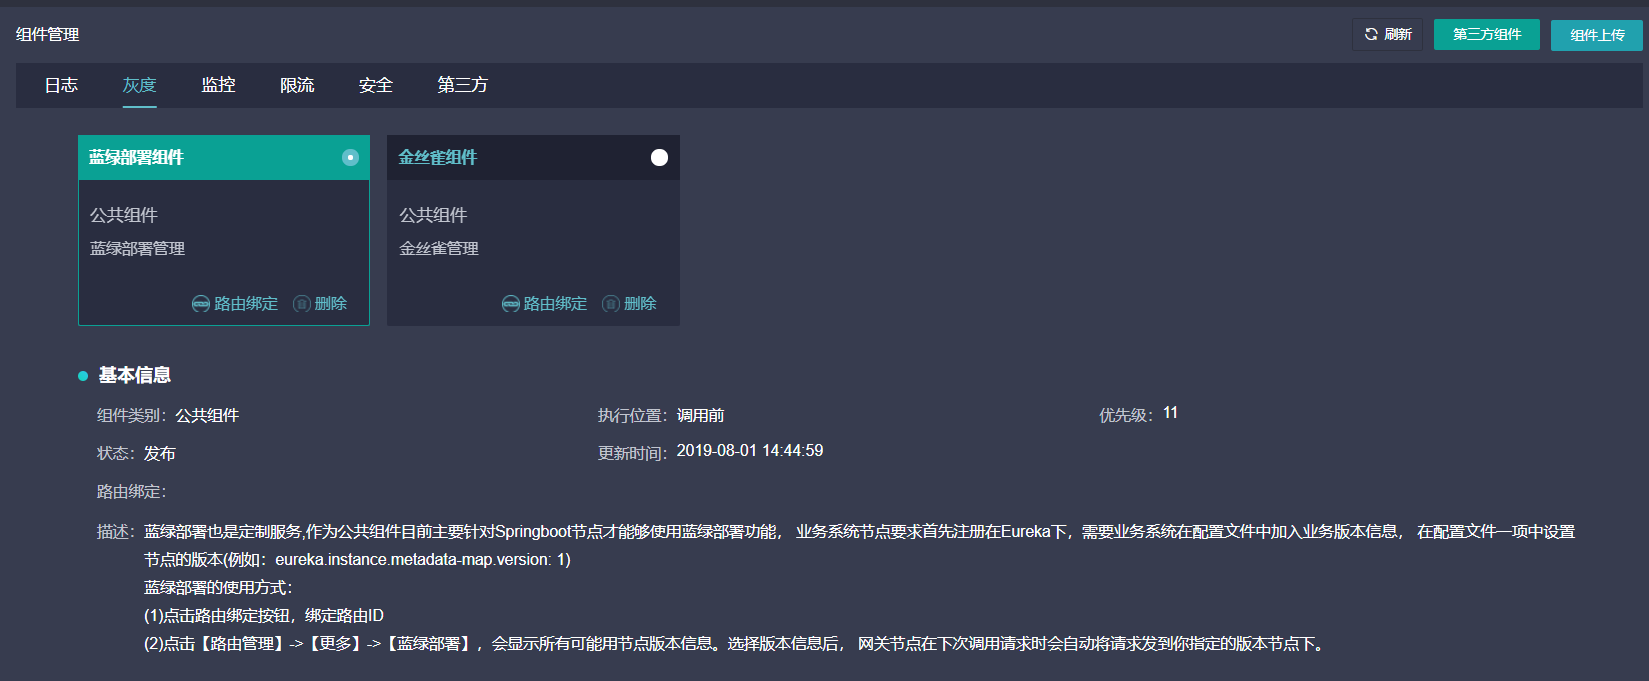 组件管理
刷新
第三方组件
组件上传
日志 灰度 监控 限流 安全 第三方
蓝绿部署组件
公共组件
蓝绿部署管理
路由绑定 删除
金丝雀组件
公共组件
金丝雀管理
路由绑定 删除
基本信息
组件类别: 公共组件
执行位置: 调用前
优先级: 11
状态: 发布
更新时间: 2019-08-01 14:44:59
路由绑定:
描述: 蓝绿部署也是定制服务,作为公共组件目前主要针对Springboot节点才能够使用蓝绿部署功能， 业务系统节点要求首先注册在Eureka下，需要业务系统在配置文件中加入业务版本信息， 在配置文件一项中设置
节点的版本(例如：eureka.instance.metadata-map.version: 1)
蓝绿部署的使用方式：
(1)点击路由绑定按钮，绑定路由ID
(2)点击【路由管理】->【更多】->【蓝绿部署】，会显示所有可能用节点版本信息。选择版本信息后， 网关节点在下次调用请求时会自动将请求发到你指定的版本节点下。